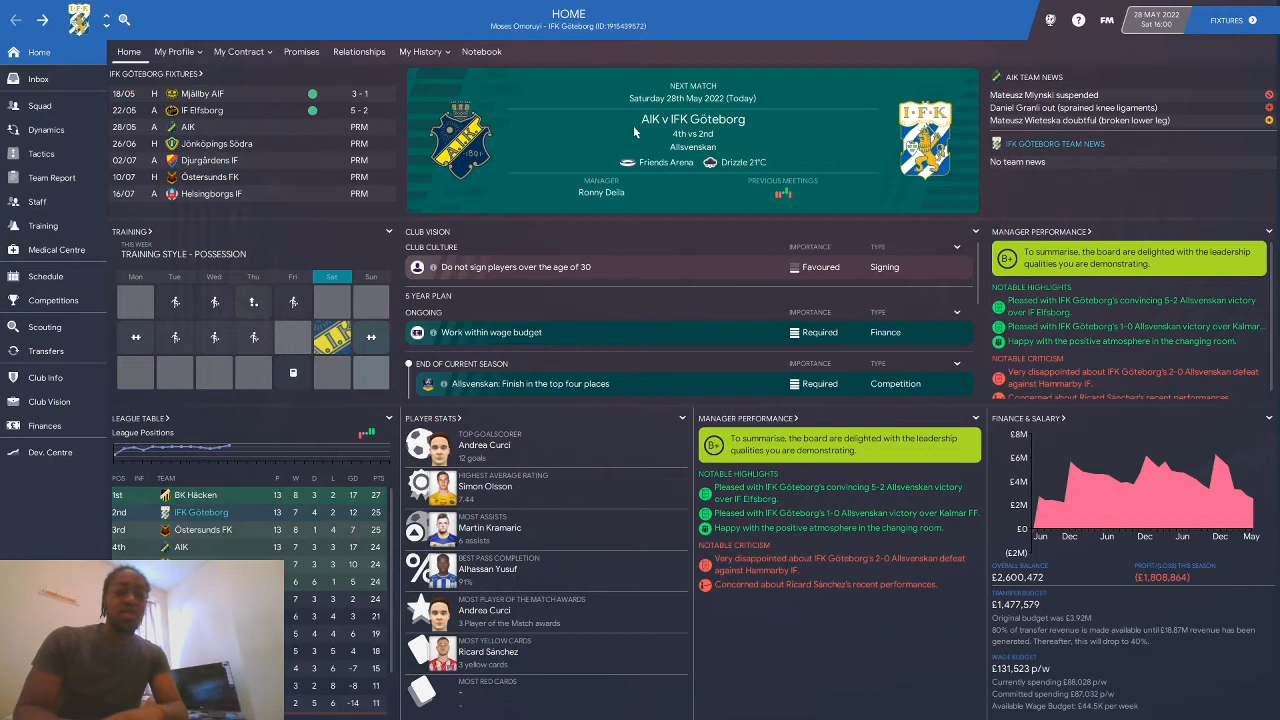 HOME
Moses Omoruyi - IFK Göteborg (ID:1915439572)
?
FM
28 MAY 2022
Sat 16:00
FIXTURES
Home
Inbox
Squad
Dynamics
Tactics
Team Report
Staff
Training
Medical Centre
Schedule
Competitions
Scouting
Transfers
Club Info
Club Vision
Finances
Dev. Centre
Home My Profile My Contract Promises Relationships My History Notebook
IFK GÖTEBORG FIXTURES
18/05 H Mjällby AIF 3 - 1
22/05 H IF Elfsborg 5 - 2
28/05 A AIK PRM
26/06 H Jönköpings Södra PRM
02/07 A Djurgårdens IF PRM
10/07 H Östersunds FK PRM
16/07 A Helsingborgs IF PRM
NEXT MATCH
Saturday 28th May 2022 (Today)
AIK v IFK Göteborg
4th vs 2nd
Allsvenskan
Friends Arena Drizzle 21°C
MANAGER
Ronny Deila
PREVIOUS MEETINGS
1891
I.F.K
AIK TEAM NEWS
Mateusz Mlynski suspended
Daniel Granli out (sprained knee ligaments)
Mateusz Wieteska doubtful (broken lower leg)
IFK GÖTEBORG TEAM NEWS
No team news
TRAINING
THIS WEEK
TRAINING STYLE - POSSESSION
Mon Tue Wed Thu Fri Sat Sun
CLUB VISION
CLUB CULTURE IMPORTANCE TYPE
Do not sign players over the age of 30 Favoured Signing
5 YEAR PLAN
ONGOING IMPORTANCE TYPE
Work within wage budget Required Finance
END OF CURRENT SEASON IMPORTANCE TYPE
Allsvenskan: Finish in the top four places Required Competition
MANAGER PERFORMANCE
B+
To summarise, the board are delighted with the leadership
qualities you are demonstrating.
NOTABLE HIGHLIGHTS
Pleased with IFK Göteborg's convincing 5-2 Allsvenskan victory
over IF Elfsborg.
Pleased with IFK Göteborg's 1-0 Allsvenskan victory over Kalmar...
Happy with the positive atmosphere in the changing room.
NOTABLE CRITICISM
Very disappointed about IFK Göteborg's 2-0 Allsvenskan defeat
against Hammarby IF.
Concerned about Ricard Sánchez's recent performances.
LEAGUE TABLE
League Positions
POS INF TEAM P W D L GD PTS
1st BK Häcken 13 8 3 2 17 27
2nd IFK Göteborg 13 7 4 2 12 25
3rd Östersunds FK 13 7 4 2 7 25
4th AIK 13 7 3 3 7 24
PLAYER STATS
TOP GOALSCORER
Andrea Curci
12 goals
HIGHEST AVERAGE RATING
Simon Olsson
7.44
MOST ASSISTS
Martin Kramaric
6 assists
BEST PASS COMPLETION
Alhassan Yusuf
91%
MOST PLAYER OF THE MATCH AWARDS
Andrea Curci
3 Player of the Match awards
MOST YELLOW CARDS
Ricard Sánchez
3 yellow cards
MOST RED CARDS
-
-
MANAGER PERFORMANCE
B+
To summarise, the board are delighted with the leadership
qualities you are demonstrating.
NOTABLE HIGHLIGHTS
Pleased with IFK Göteborg's convincing 5-2 Allsvenskan victory
over IF Elfsborg.
Pleased with IFK Göteborg's 1-0 Allsvenskan victory over Kalmar FF.
Happy with the positive atmosphere in the changing room.
NOTABLE CRITICISM
Very disappointed about IFK Göteborg's 2-0 Allsvenskan defeat
against Hammarby IF.
Concerned about Ricard Sánchez's recent performances.
FINANCE & SALARY
£8M
£6M
£4M
£2M
£0
(£2M)
Jun Dec Jun Dec Jun Dec May
OVERALL BALANCE
£2,600,472
PROFIT/(LOSS) THIS SEASON
(£1,808,864)
TRANSFER BUDGET
£1,477,579
Original budget was £3.92M
80% of transfer revenue is made available until £18.87M revenue has been
generated. Thereafter, this will drop to 40%.
WAGE BUDGET
£131,523 p/w
Currently spending £88,028 p/w
Committed spending £87,032 p/w
Available Wage Budget: £44.5K per week